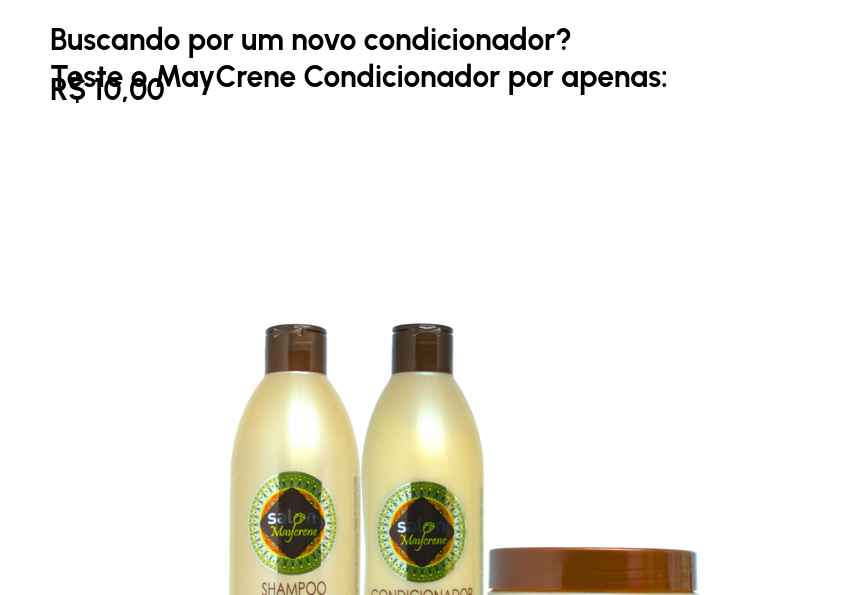 Buscando por um novo condicionador?
Teste o MayCrene Condicionador por apenas:
R$ 10,00
salon
Maycrene
SHAMPOO
salon
Maycrene
CONDICIONADOR